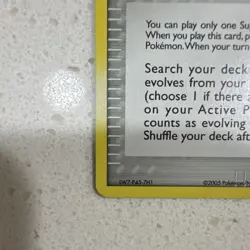 You can play only one Su
When you play this card, p
Pokémon. When your turn
Search your deck
evolves from your
(choose 1 if there a
on your Active P
counts as evolving
Shuffle your deck afte
©2005 Pokémon